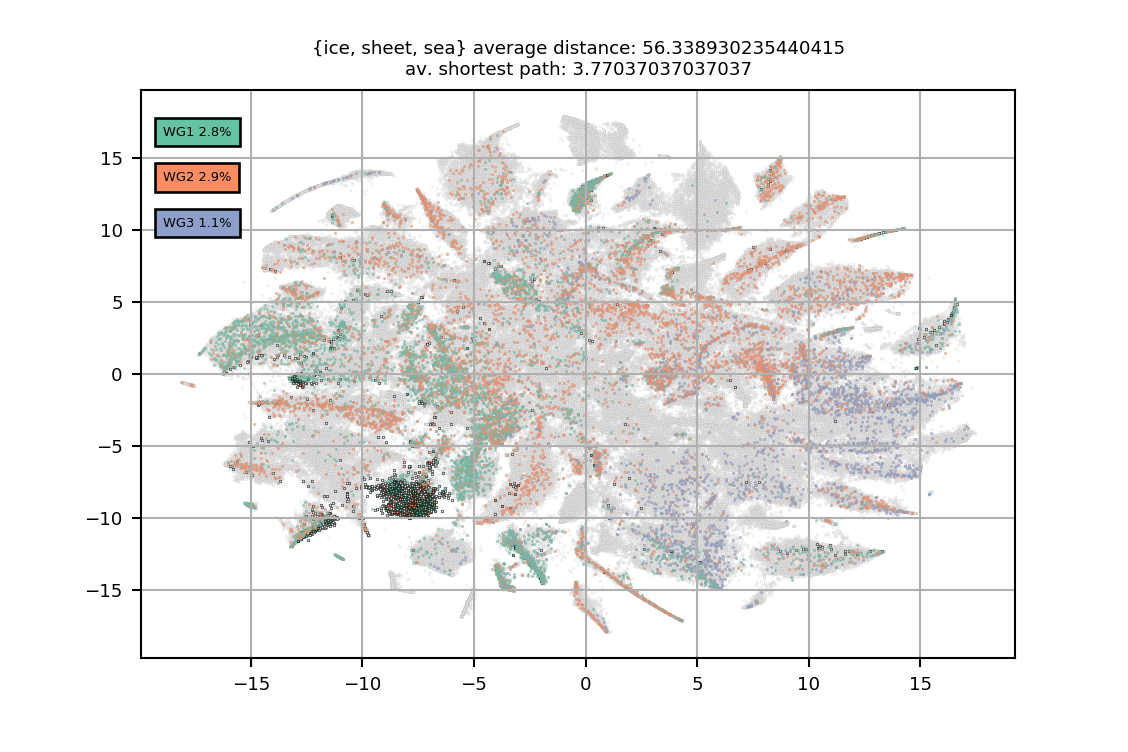 {ice, sheet, sea} average distance: 56.338930235440415
av. shortest path: 3.77037037037037
WG1 2.8%
WG2 2.9%
WG3 1.1%
15
10
5
0
−5
−10
−15
−15 −10 −5 0 5 10 15